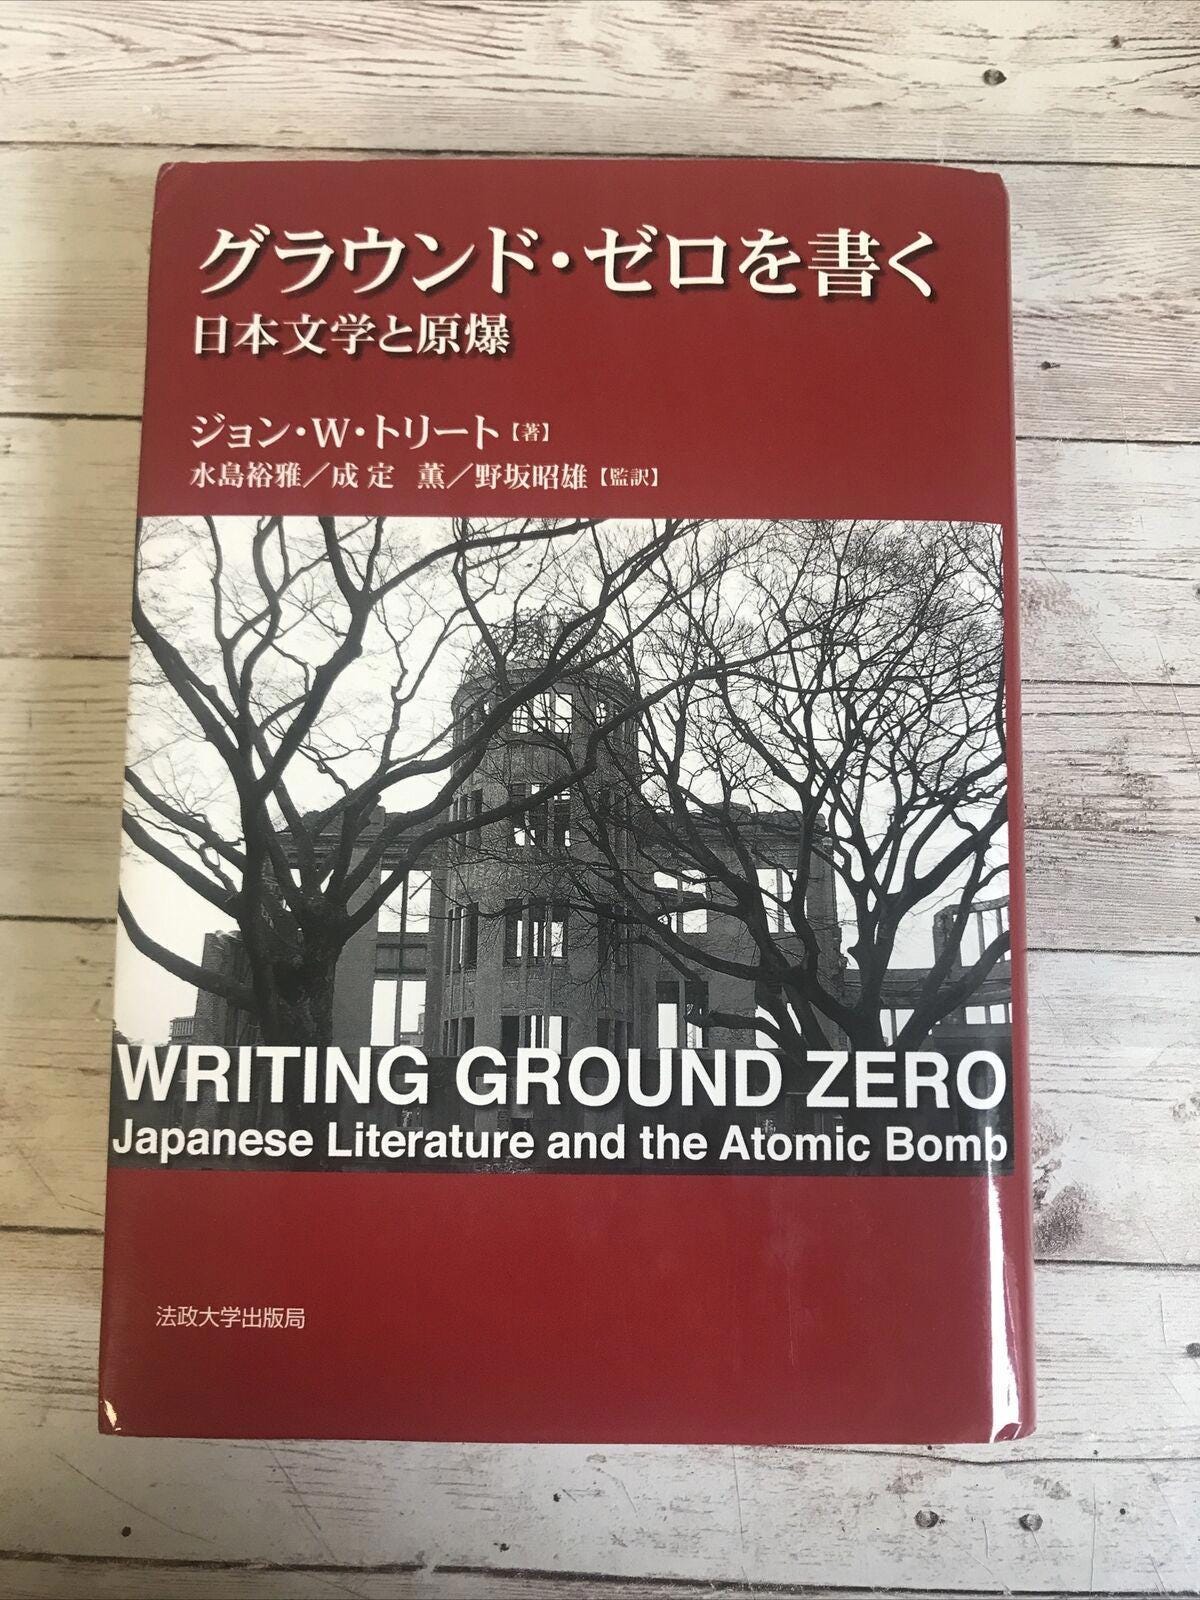 グラウンド・ゼロを書く
日本文学と原爆
ジョン・W・トリート【著】
水島裕雅／成定 薫／野坂昭雄【監訳】
WRITING GROUND ZERO
Japanese Literature and the Atomic Bomb
法政大学出版局